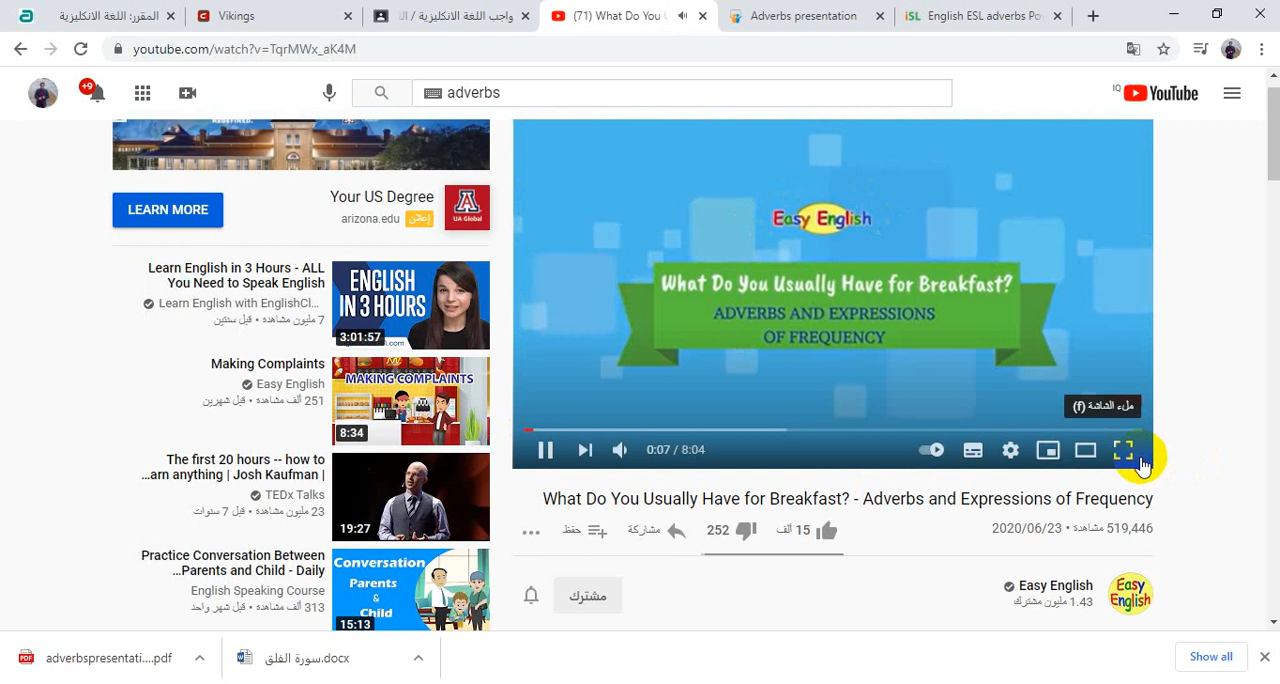 المقرر: اللغة الانكليزية
Vikings
واجب اللغة الانكليزية / ال
(71) What Do You U
Adverbs presentation
English ESL adverbs Po
youtube.com/watch?v=TqrMWx_aK4M
+9
adverbs
IQ
YouTube
REDEFINED.
LEARN MORE
Your US Degree
arizona.edu
إعلان
UA Global
Learn English in 3 Hours - ALL
You Need to Speak English
Learn English with EnglishCl...
7 مليون مشاهدة • قبل سنتين
ENGLISH
IN 3 HOURS
3:01:57
Making Complaints
Easy English
251 ألف مشاهدة • قبل شهرين
MAKING COMPLAINTS
8:34
The first 20 hours -- how to
...arn anything | Josh Kaufman |
TEDx Talks
23 مليون مشاهدة • قبل 7 سنوات
19:27
Practice Conversation Between
...Parents and Child - Daily
English Speaking Course
313 ألف مشاهدة • قبل شهر واحد
Conversation
Parents
&
Child
15:13
Easy English
What Do You Usually Have for Breakfast?
ADVERBS AND EXPRESSIONS
OF FREQUENCY
ملء الشاشة (f)
0:07 / 8:04
What Do You Usually Have for Breakfast? - Adverbs and Expressions of Frequency
519,446 مشاهدة • 2020/06/23
15 ألف
252
مشاركة
حفظ
...
Easy English
1.43 مليون مشترك
مشترك
Easy English
adverbspresentati....pdf
سورة الفلق.docx
Show all